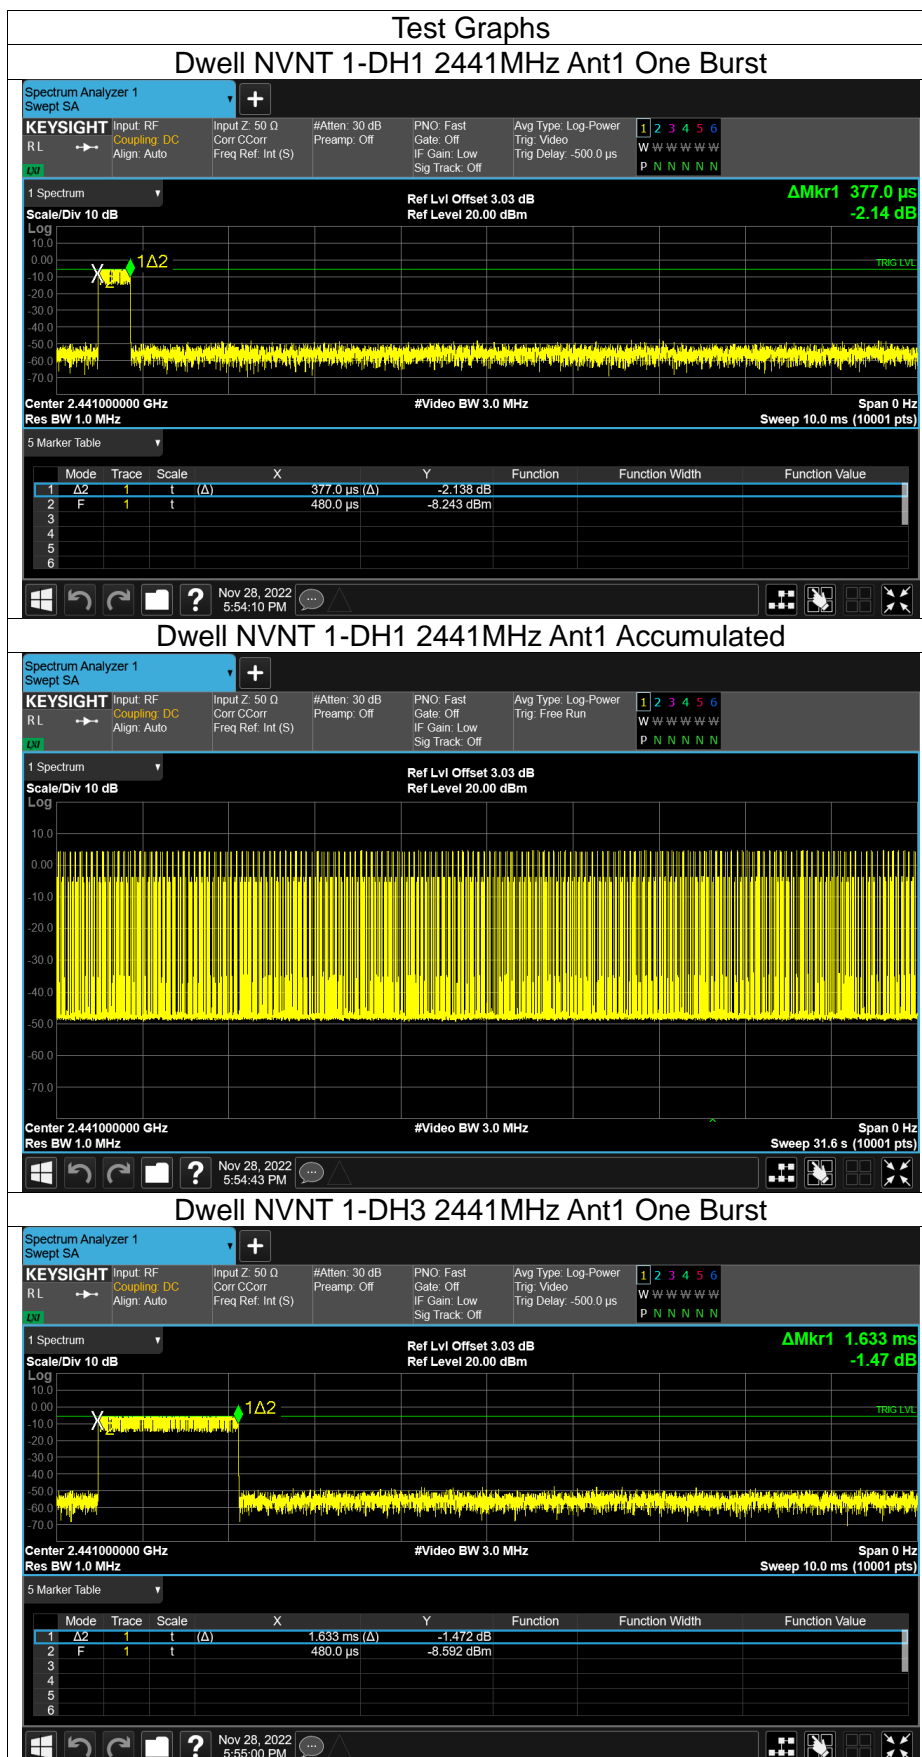 Test Graphs
Dwell NVNT 1-DH1 2441MHz Ant1 One Burst
Spectrum Analyzer 1
Swept SA
KEYSIGHT Input: RF Input Z: 50 Ω #Atten: 30 dB PNO: Fast Avg Type: Log-Power 1 2 3 4 5 6
RL Coupling: DC Corr CCorr Preamp: Off Gate: Off Trig: Video W W W W W W
Align: Auto Freq Ref: Int (S) IF Gain: Low Trig Delay: -500.0 µs
LXI Sig Track: Off P N N N N N
1 Spectrum Ref Lvl Offset 3.03 dB ΔMkr1 377.0 µs
Scale/Div 10 dB Ref Level 20.00 dBm -2.14 dB
Log
10.0
0.00 1Δ2 TRIG LVL
-10.0 X 2
-20.0
-30.0
-40.0
-50.0
-60.0
-70.0
Center 2.441000000 GHz #Video BW 3.0 MHz Span 0 Hz
Res BW 1.0 MHz Sweep 10.0 ms (10001 pts)
5 Marker Table
Mode Trace Scale X Y Function Function Width Function Value
1 Δ2 1 t (Δ) 377.0 µs (Δ) -2.138 dB
2 F 1 t 480.0 µs -8.243 dBm
3
4
5
6
? Nov 28, 2022
5:54:10 PM
Dwell NVNT 1-DH1 2441MHz Ant1 Accumulated
Spectrum Analyzer 1
Swept SA
KEYSIGHT Input: RF Input Z: 50 Ω #Atten: 30 dB PNO: Fast Avg Type: Log-Power 1 2 3 4 5 6
RL Coupling: DC Corr CCorr Preamp: Off Gate: Off Trig: Free Run W W W W W W
Align: Auto Freq Ref: Int (S) IF Gain: Low
LXI Sig Track: Off P N N N N N
1 Spectrum Ref Lvl Offset 3.03 dB
Scale/Div 10 dB Ref Level 20.00 dBm
Log
10.0
0.00
-10.0
-20.0
-30.0
-40.0
-50.0
-60.0
-70.0
Center 2.441000000 GHz #Video BW 3.0 MHz Span 0 Hz
Res BW 1.0 MHz Sweep 31.6 s (10001 pts)
? Nov 28, 2022
5:54:43 PM
Dwell NVNT 1-DH3 2441MHz Ant1 One Burst
Spectrum Analyzer 1
Swept SA
KEYSIGHT Input: RF Input Z: 50 Ω #Atten: 30 dB PNO: Fast Avg Type: Log-Power 1 2 3 4 5 6
RL Coupling: DC Corr CCorr Preamp: Off Gate: Off Trig: Video W W W W W W
Align: Auto Freq Ref: Int (S) IF Gain: Low Trig Delay: -500.0 µs
LXI Sig Track: Off P N N N N N
1 Spectrum Ref Lvl Offset 3.03 dB ΔMkr1 1.633 ms
Scale/Div 10 dB Ref Level 20.00 dBm -1.47 dB
Log
10.0
0.00 1Δ2 TRIG LVL
-10.0 X 2
-20.0
-30.0
-40.0
-50.0
-60.0
-70.0
Center 2.441000000 GHz #Video BW 3.0 MHz Span 0 Hz
Res BW 1.0 MHz Sweep 10.0 ms (10001 pts)
5 Marker Table
Mode Trace Scale X Y Function Function Width Function Value
1 Δ2 1 t (Δ) 1.633 ms (Δ) -1.472 dB
2 F 1 t 480.0 µs -8.592 dBm
3
4
5
6
? Nov 28, 2022
5:55:00 PM